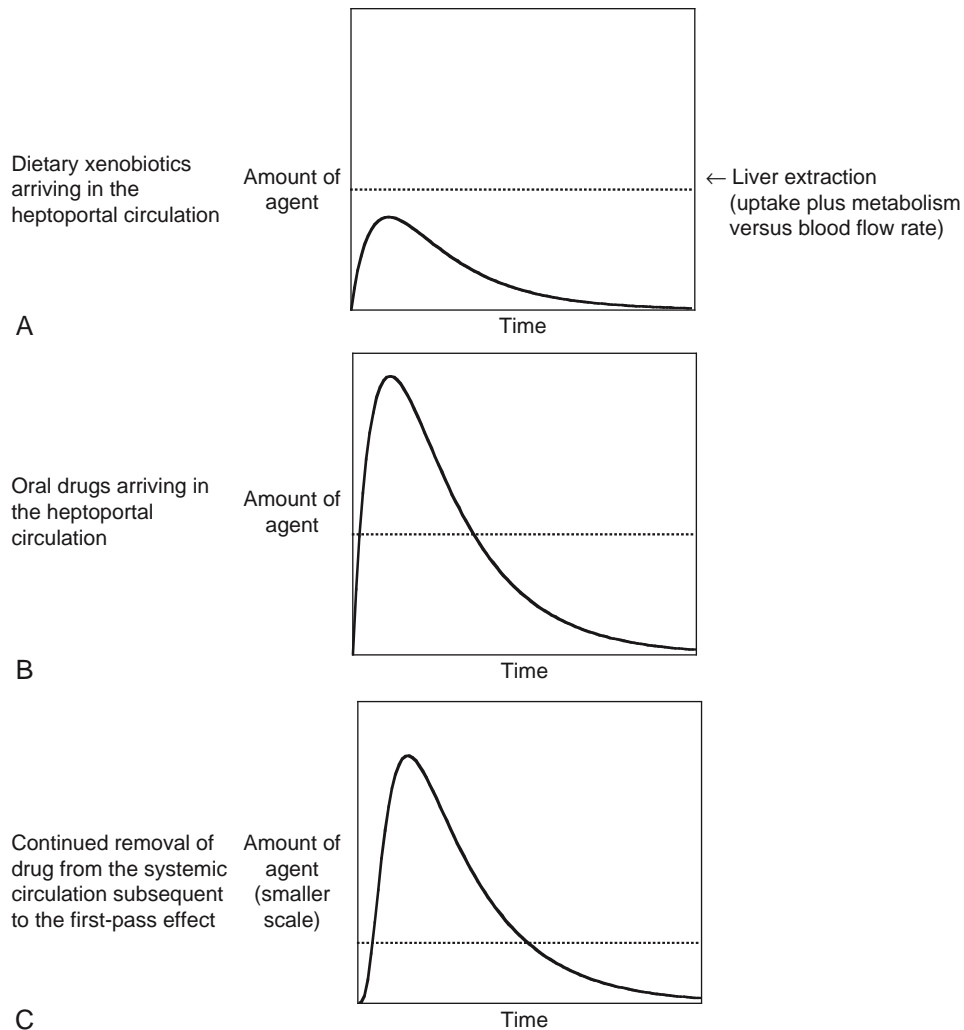 Dietary xenobiotics
arriving in the
heptoportal circulation
Amount of
agent
← Liver extraction
(uptake plus metabolism
versus blood flow rate)
A
Time
Oral drugs arriving in
the heptoportal
circulation
Amount of
agent
B
Time
Continued removal of
drug from the systemic
circulation subsequent
to the first-pass effect
Amount of
agent
(smaller
scale)
C
Time